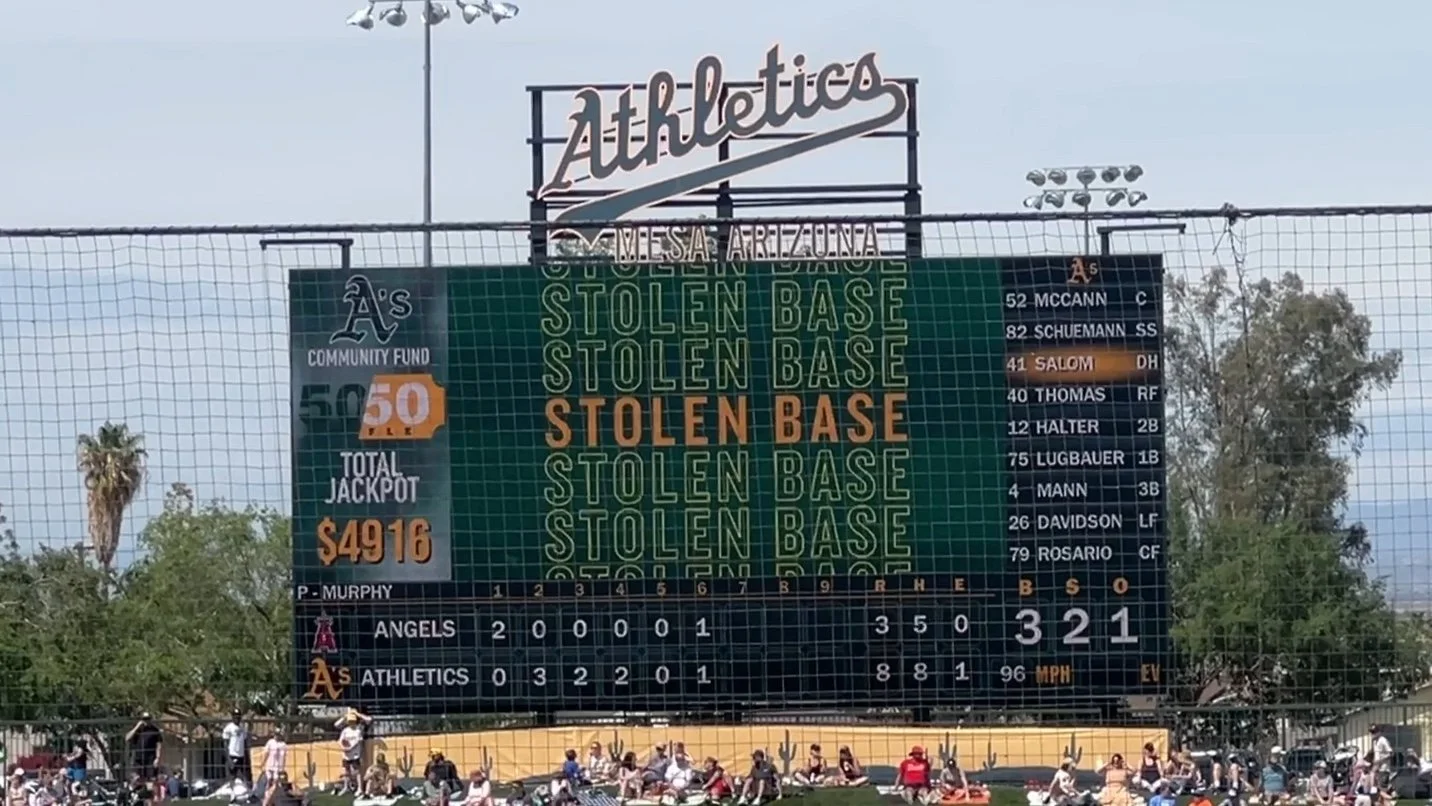 Athletics
MESA, ARIZONA
A's
COMMUNITY FUND
5050
TOTAL
JACKPOT
$4916
STOLEN BASE
STOLEN BASE
STOLEN BASE
STOLEN BASE
STOLEN BASE
STOLEN BASE
STOLEN BASE
A's
52 MCCANN C
82 SCHUEMANN SS
41 SALOM DH
40 THOMAS RF
12 HALTER 2B
75 LUGBAUER 1B
4 MANN 3B
26 DAVIDSON LF
79 ROSARIO CF
P - MURPHY 1 2 3 4 5 6 7 8 9 R H E B S O
A ANGELS 2 0 0 0 0 1 3 5 0 3 2 1
A's ATHLETICS 0 3 2 2 0 1 8 8 1 96 MPH EV